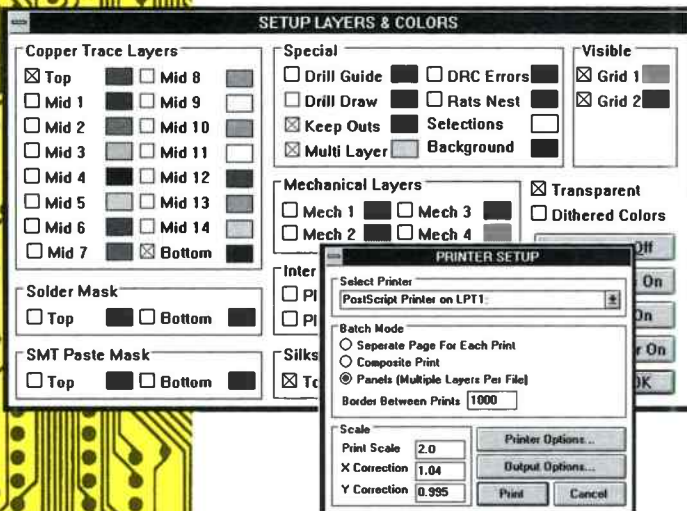 SETUP LAYERS & COLORS
Copper Trace Layers
Top
Mid 8
Mid 1
Mid 9
Mid 2
Mid 10
Mid 3
Mid 11
Mid 4
Mid 12
Mid 5
Mid 13
Mid 6
Mid 14
Mid 7
Bottom
Solder Mask
Top
Bottom
SMT Paste Mask
Top
Bottom
Special
Drill Guide
DRC Errors
Drill Draw
Rats Nest
Keep Outs
Selections
Multi Layer
Background
Mechanical Layers
Mech 1
Mech 3
Mech 2
Mech 4
Inter
Pl
Pl
Silks
To
Visible
Grid 1
Grid 2
Transparent
Dithered Colors
Off
On
On
r On
OK
PRINTER SETUP
Select Printer
PostScript Printer on LPT1:
Batch Mode
Seperate Page For Each Print
Composite Print
Panels (Multiple Layers Per File)
Border Between Prints 1000
Scale
Print Scale 2.0
X Correction 1.04
Y Correction 0.995
Printer Options...
Output Options...
Print
Cancel